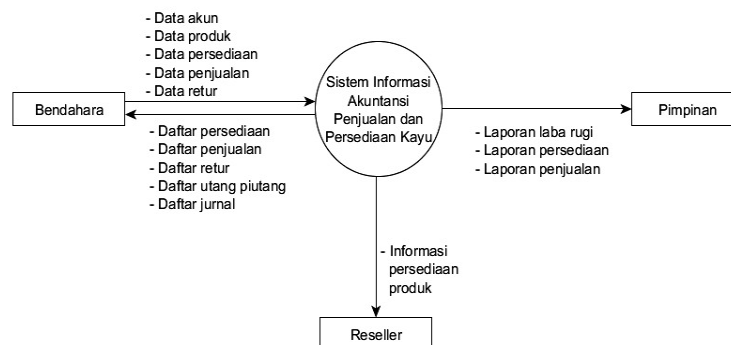 - Data akun
- Data produk
- Data persediaan
- Data penjualan
- Data retur
Bendahara
Sistem Informasi
Akuntansi
Penjualan dan
Persediaan Kayu
Pimpinan
- Daftar persediaan
- Daftar penjualan
- Daftar retur
- Daftar utang piutang
- Daftar jurnal
- Laporan laba rugi
- Laporan persediaan
- Laporan penjualan
- Informasi
persediaan
produk
Reseller